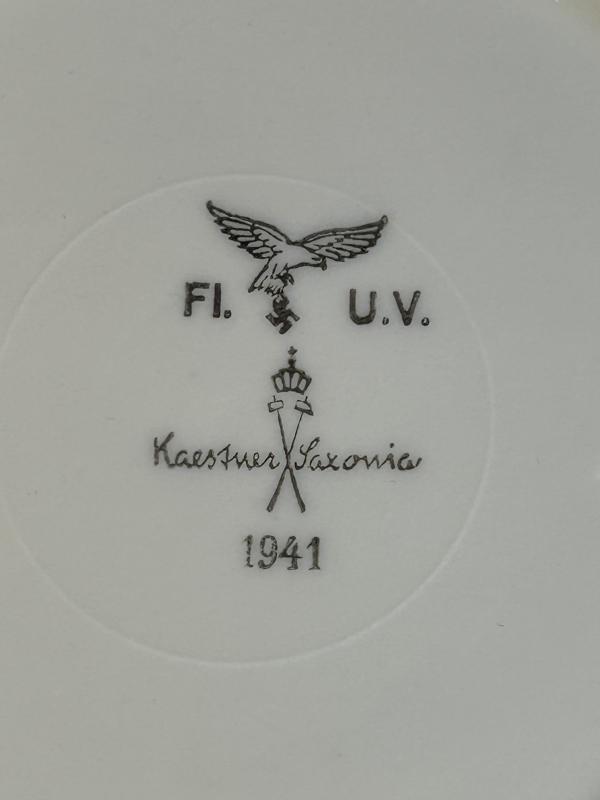 Fl. U.V.
Kaestner Saxonia
1941